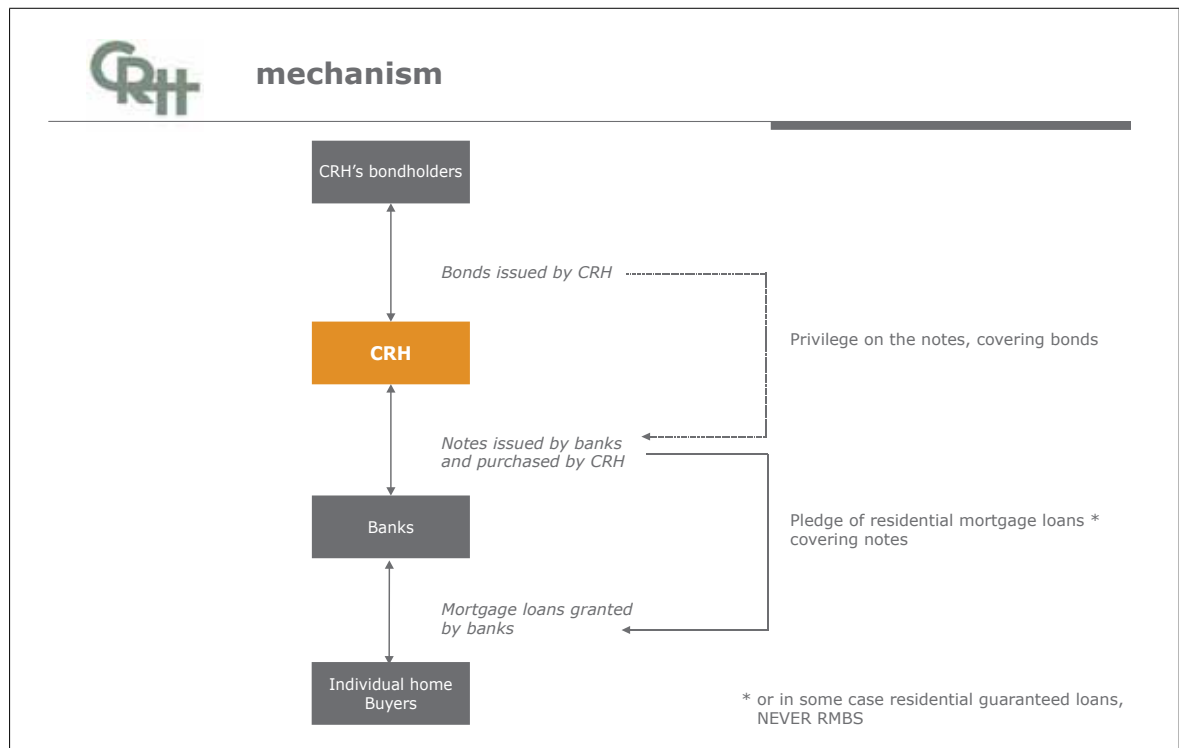 CRH
mechanism
CRH's bondholders
Bonds issued by CRH
Privilege on the notes, covering bonds
CRH
Notes issued by banks
and purchased by CRH
Banks
Pledge of residential mortgage loans *
covering notes
Mortgage loans granted
by banks
Individual home
Buyers
* or in some case residential guaranteed loans,
NEVER RMBS